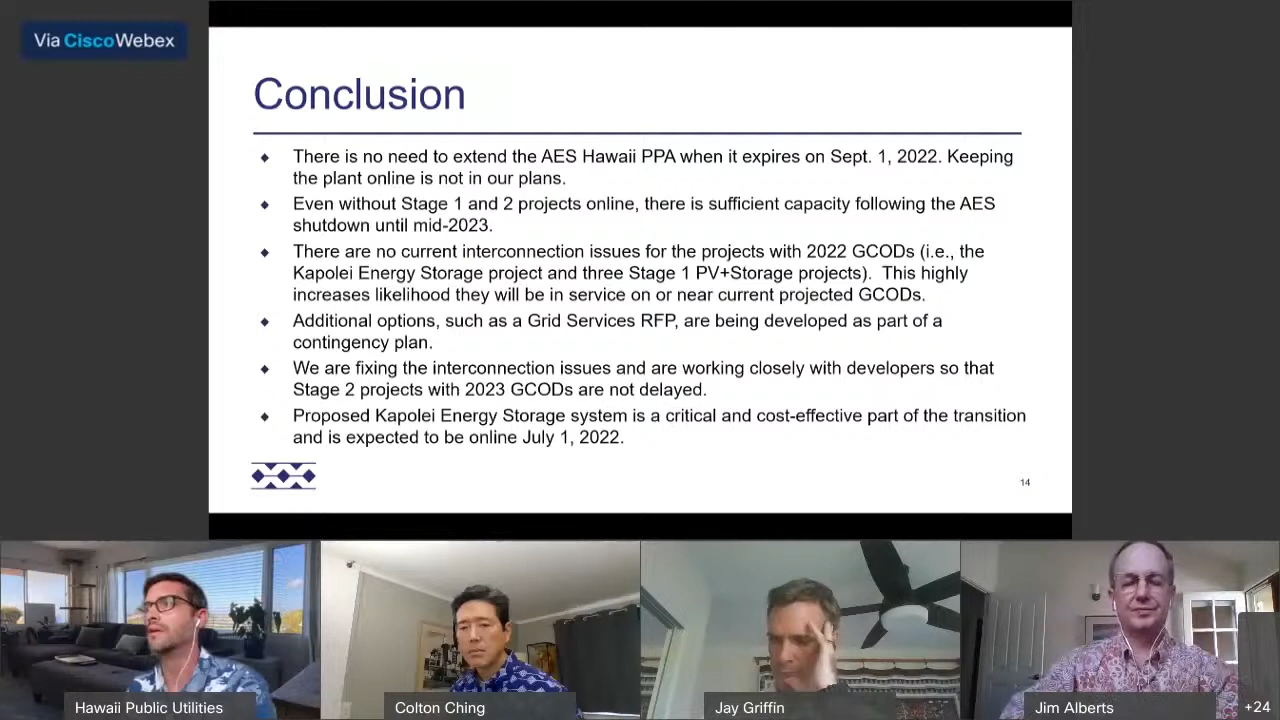 Via Cisco Webex
Conclusion
◆ There is no need to extend the AES Hawaii PPA when it expires on Sept. 1, 2022. Keeping
the plant online is not in our plans.
◆ Even without Stage 1 and 2 projects online, there is sufficient capacity following the AES
shutdown until mid-2023.
◆ There are no current interconnection issues for the projects with 2022 GCODs (i.e., the
Kapolei Energy Storage project and three Stage 1 PV+Storage projects).  This highly
increases likelihood they will be in service on or near current projected GCODs.
◆ Additional options, such as a Grid Services RFP, are being developed as part of a
contingency plan.
◆ We are fixing the interconnection issues and are working closely with developers so that
Stage 2 projects with 2023 GCODs are not delayed.
◆ Proposed Kapolei Energy Storage system is a critical and cost-effective part of the transition
and is expected to be online July 1, 2022.
14
Hawaii Public Utilities
Colton Ching
Jay Griffin
Jim Alberts
+24